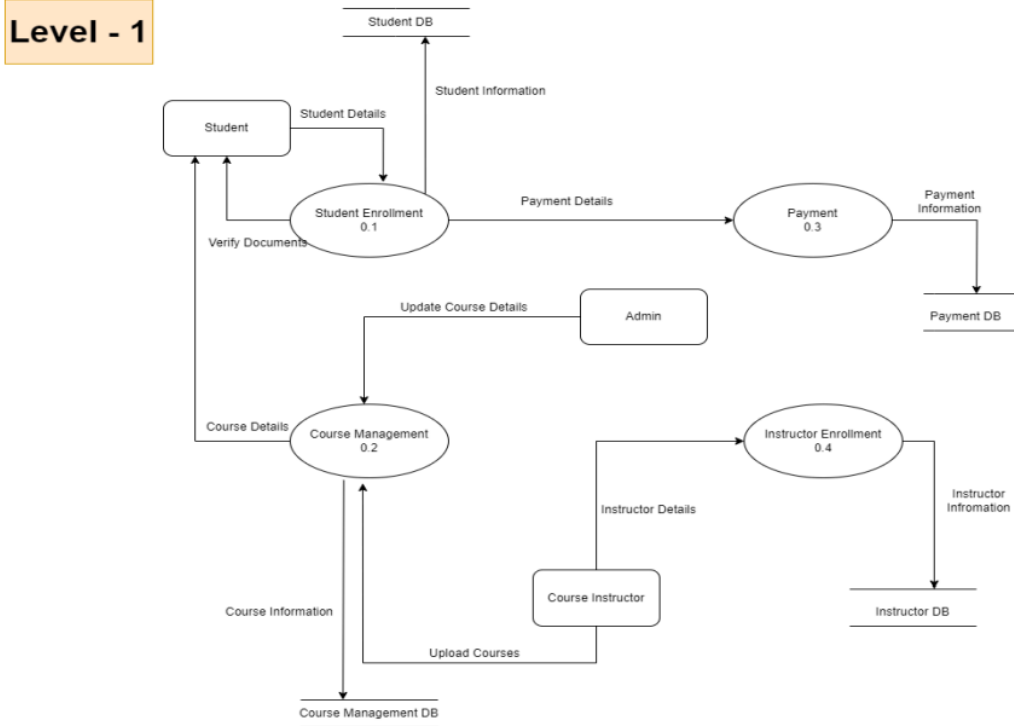 Level - 1
Student DB
Student Information
Student Details
Student
Student Enrollment
0.1
Verify Documents
Payment Details
Payment
0.3
Payment
Information
Payment DB
Update Course Details
Admin
Course Details
Course Management
0.2
Instructor Enrollment
0.4
Instructor Details
Instructor
Infromation
Course Instructor
Instructor DB
Course Information
Upload Courses
Course Management DB